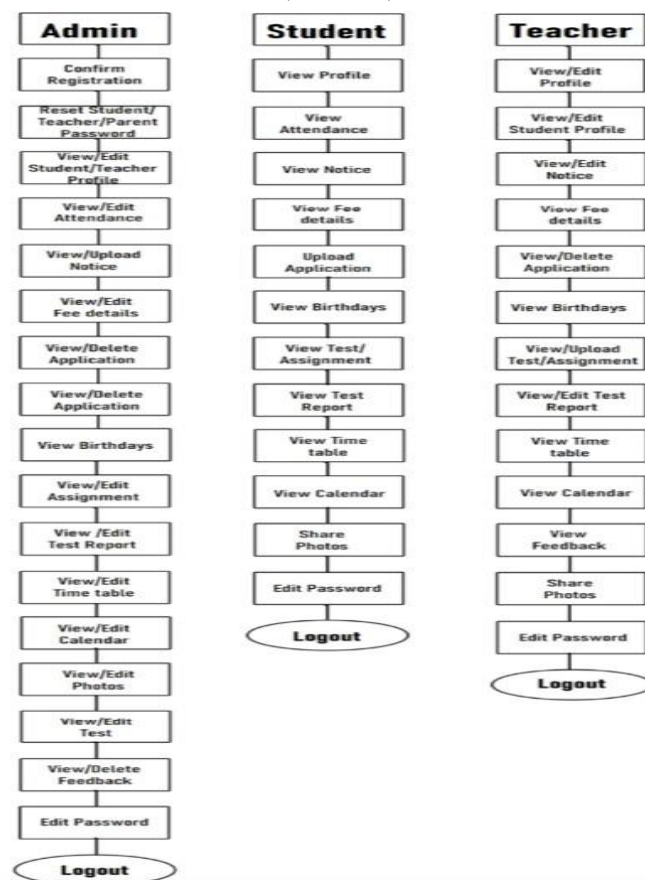 Admin
Confirm
Registration
Reset Student/
Teacher/Parent
Password
View/Edit
Student/Teacher
Profile
View/Edit
Attendance
View/Upload
Notice
View/Edit
Fee details
View/Delete
Application
View/Delete
Application
View Birthdays
View/Edit
Assignment
View /Edit
Test Report
View/Edit
Time table
View/Edit
Calendar
View/Edit
Photos
View/Edit
Test
View/Delete
Feedback
Edit Password
Logout
Student
View Profile
View
Attendance
View Notice
View Fee
details
Upload
Application
View Birthdays
View Test/
Assignment
View Test
Report
View Time
table
View Calendar
Share
Photos
Edit Password
Logout
Teacher
View/Edit
Profile
View/Edit
Student Profile
View/Edit
Notice
View Fee
details
View/Delete
Application
View Birthdays
View/Upload
Test/Assignment
View/Edit Test
Report
View Time
table
View Calendar
View
Feedback
Share
Photos
Edit Password
Logout